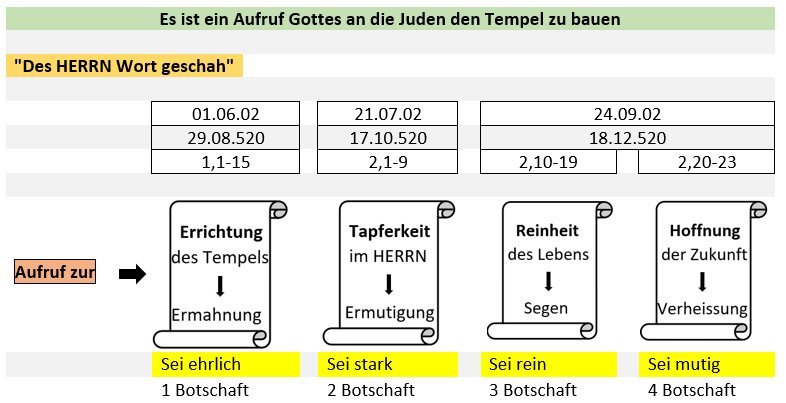 Es ist ein Aufruf Gottes an die Juden den Tempel zu bauen
"Des HERRN Wort geschah"
01.06.02 21.07.02 24.09.02
29.08.520 17.10.520 18.12.520
1,1-15 2,1-9 2,10-19 2,20-23
Errichtung Tapferkeit Reinheit Hoffnung
des Tempels im HERRN des Lebens der Zukunft
Aufruf zur
Ermahnung Ermutigung Segen Verheissung
Sei ehrlich Sei stark Sei rein Sei mutig
1 Botschaft 2 Botschaft 3 Botschaft 4 Botschaft